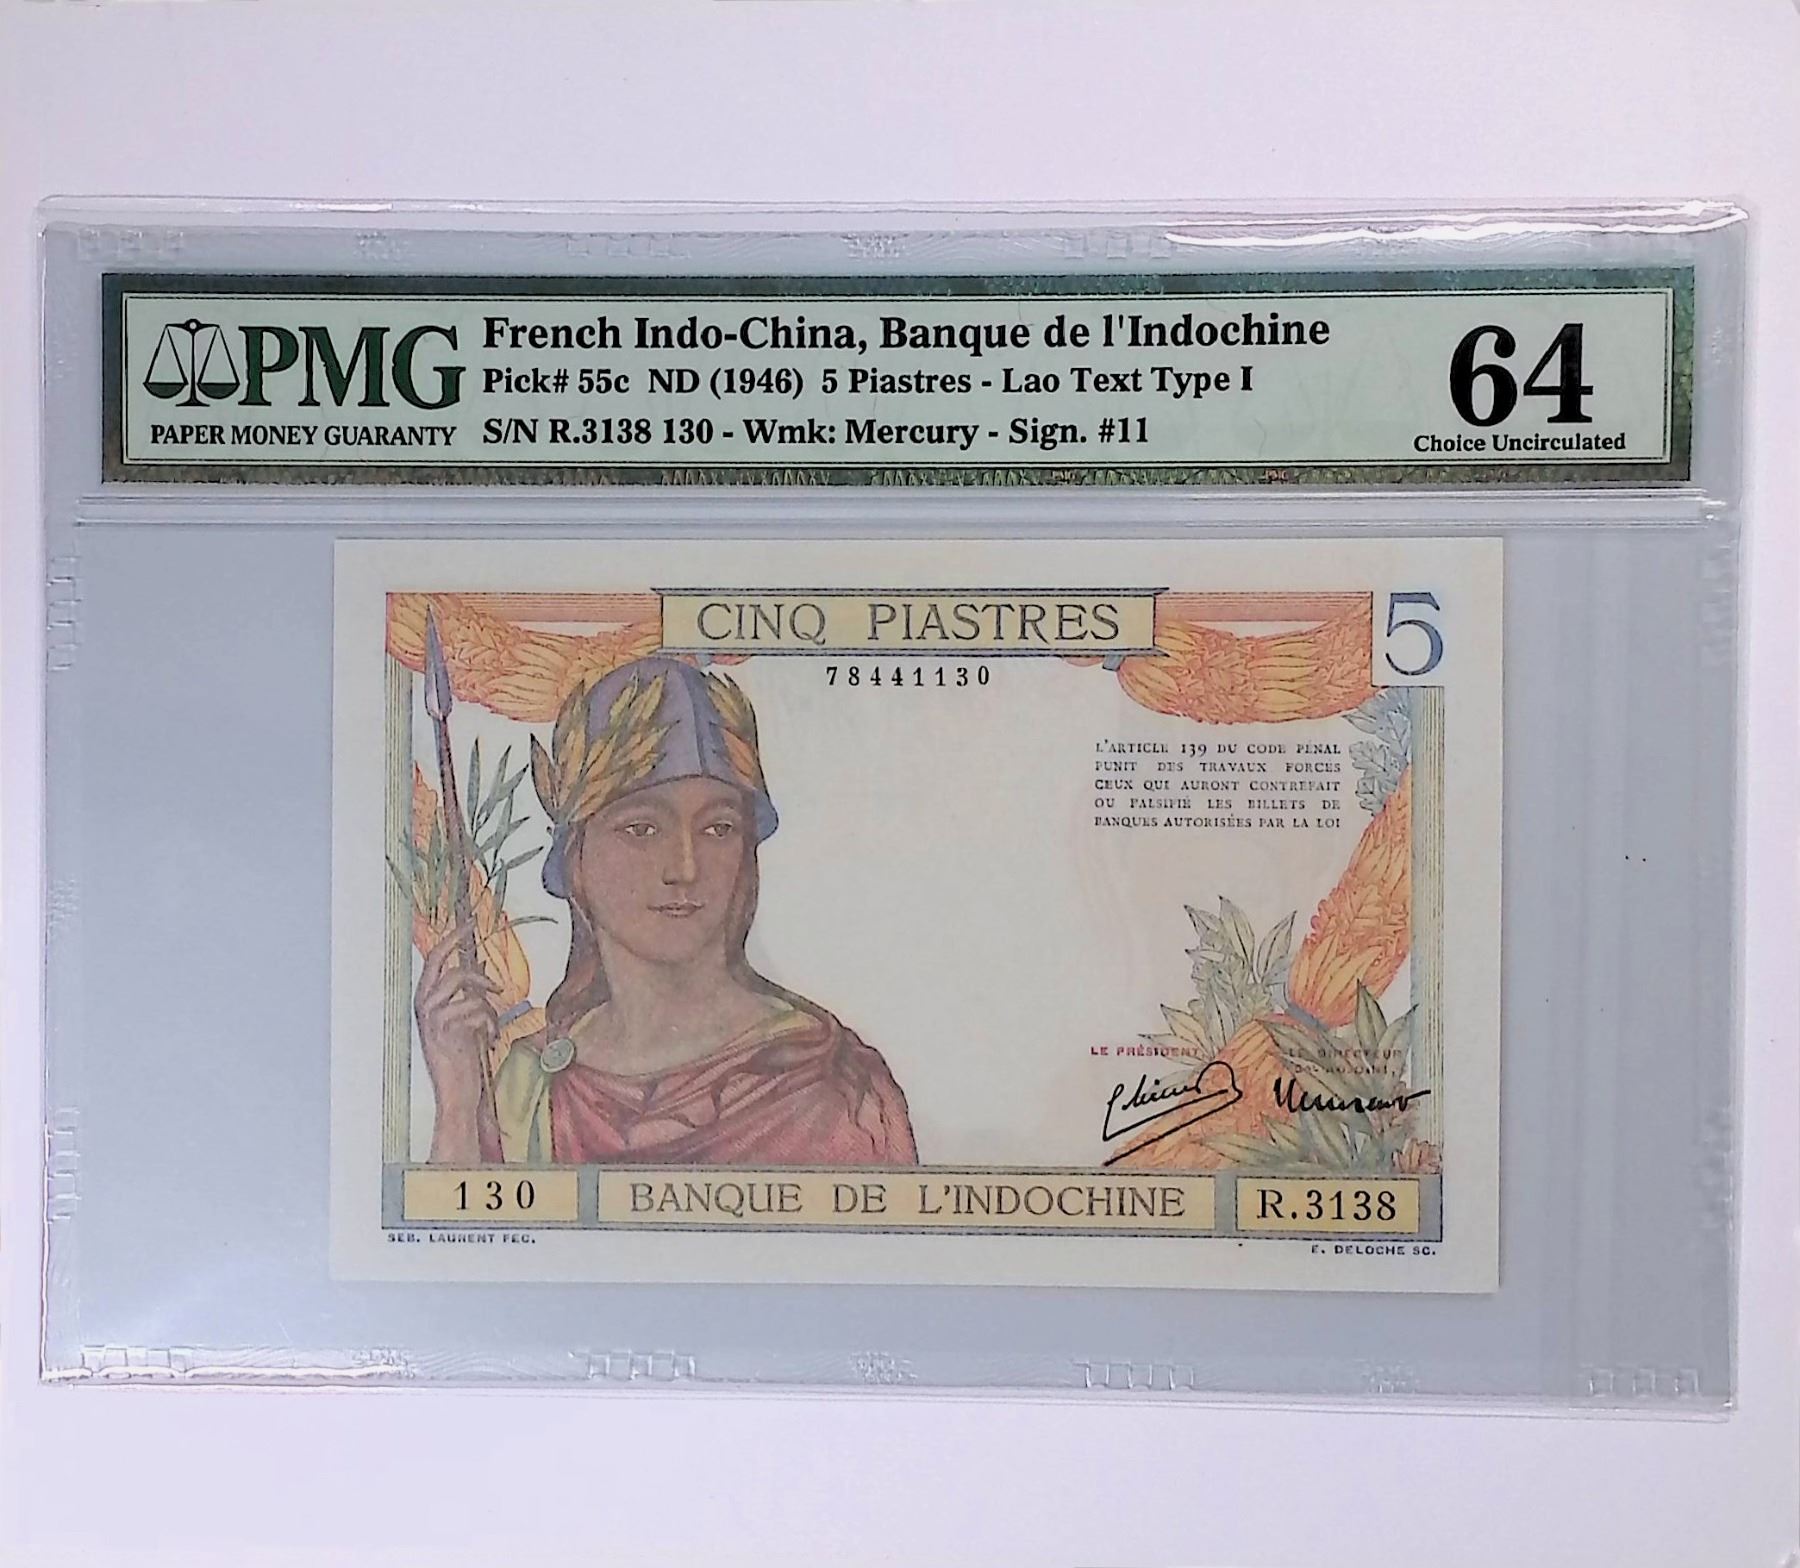 PMG
PAPER MONEY GUARANTY
French Indo-China, Banque de l'Indochine
Pick# 55c ND (1946) 5 Piastres - Lao Text Type I
S/N R.3138 130 - Wmk: Mercury - Sign. #11
64
Choice Uncirculated
CINQ PIASTRES
5
78441130
L'ARTICLE 139 DU CODE PÉNAL
PUNIT DES TRAVAUX FORCES
CEUX QUI AURONT CONTREFAIT
OU FALSIFIÉ LES BILLETS DE
BANQUES AUTORISÉES PAR LA LOI
LE PRÉSIDENT
LE DIRECTEUR
130
BANQUE DE L'INDOCHINE
R.3138
SEB. LAURENT FEC.
E. DELOCHE SC.